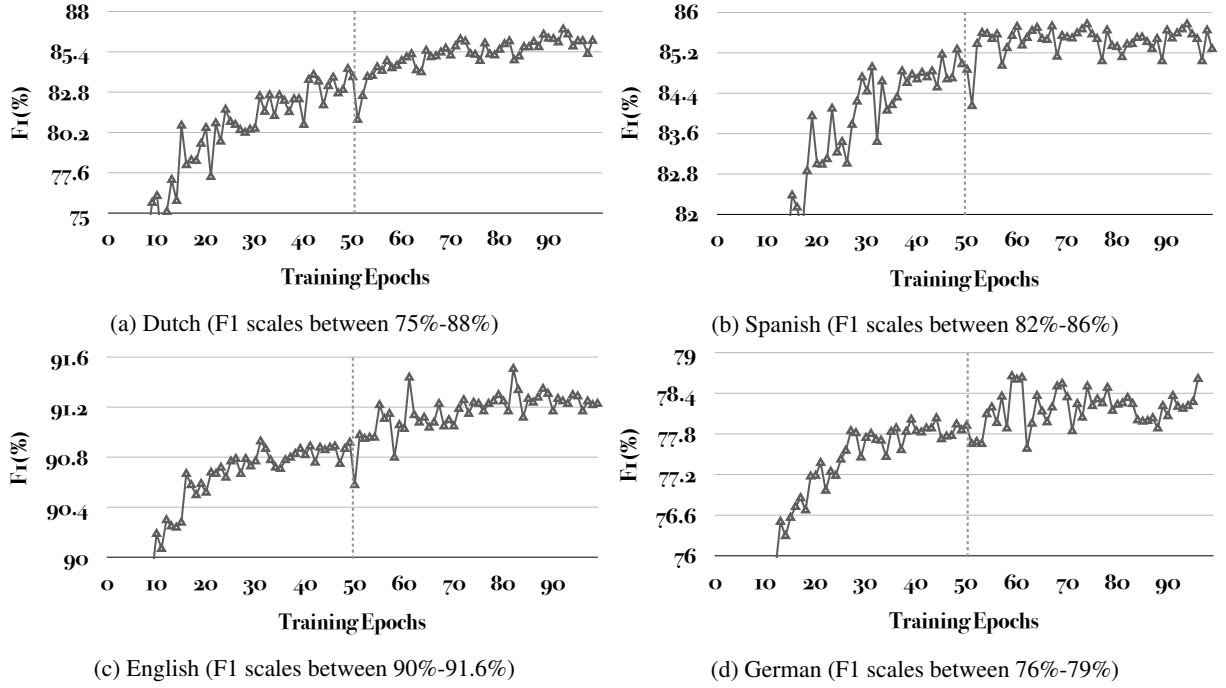 88
85.4
82.8
80.2
77.6
75
F1(%)
0 10 20 30 40 50 60 70 80 90
Training Epochs
(a) Dutch (F1 scales between 75%-88%)
86
85.2
84.4
83.6
82.8
82
F1(%)
0 10 20 30 40 50 60 70 80 90
Training Epochs
(b) Spanish (F1 scales between 82%-86%)
91.6
91.2
90.8
90.4
90
F1(%)
0 10 20 30 40 50 60 70 80 90
Training Epochs
(c) English (F1 scales between 90%-91.6%)
79
78.4
77.8
77.2
76.6
76
F1(%)
0 10 20 30 40 50 60 70 80 90
Training Epochs
(d) German (F1 scales between 76%-79%)